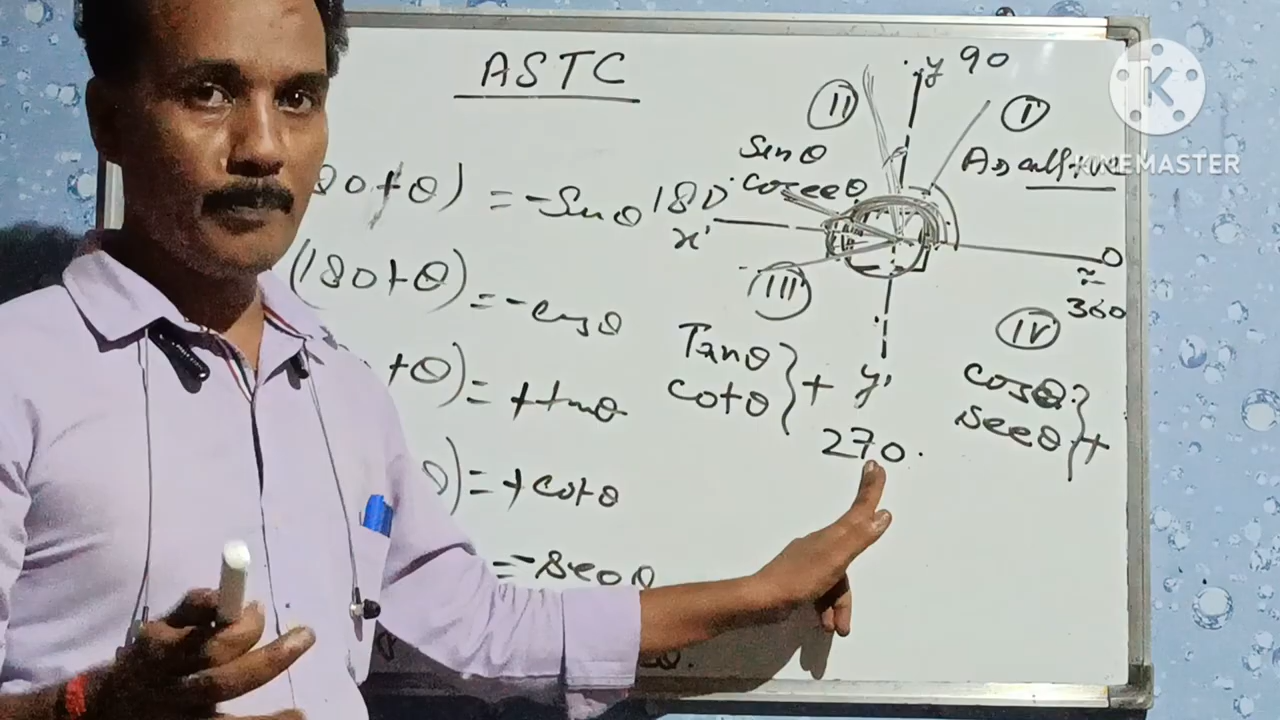 ASTC
80+θ) = -Sinθ
(180+θ) = -cosθ
+θ) = +tanθ
θ) = +cotθ
= -Secθ
θ.
y 90
II
I
Sinθ
cosecθ
A→ all +ve
180
x'
0
360
III
IV
Tanθ
Cotθ } +
y'
270
Cosθ
Secθ } +
K
KINEMASTER